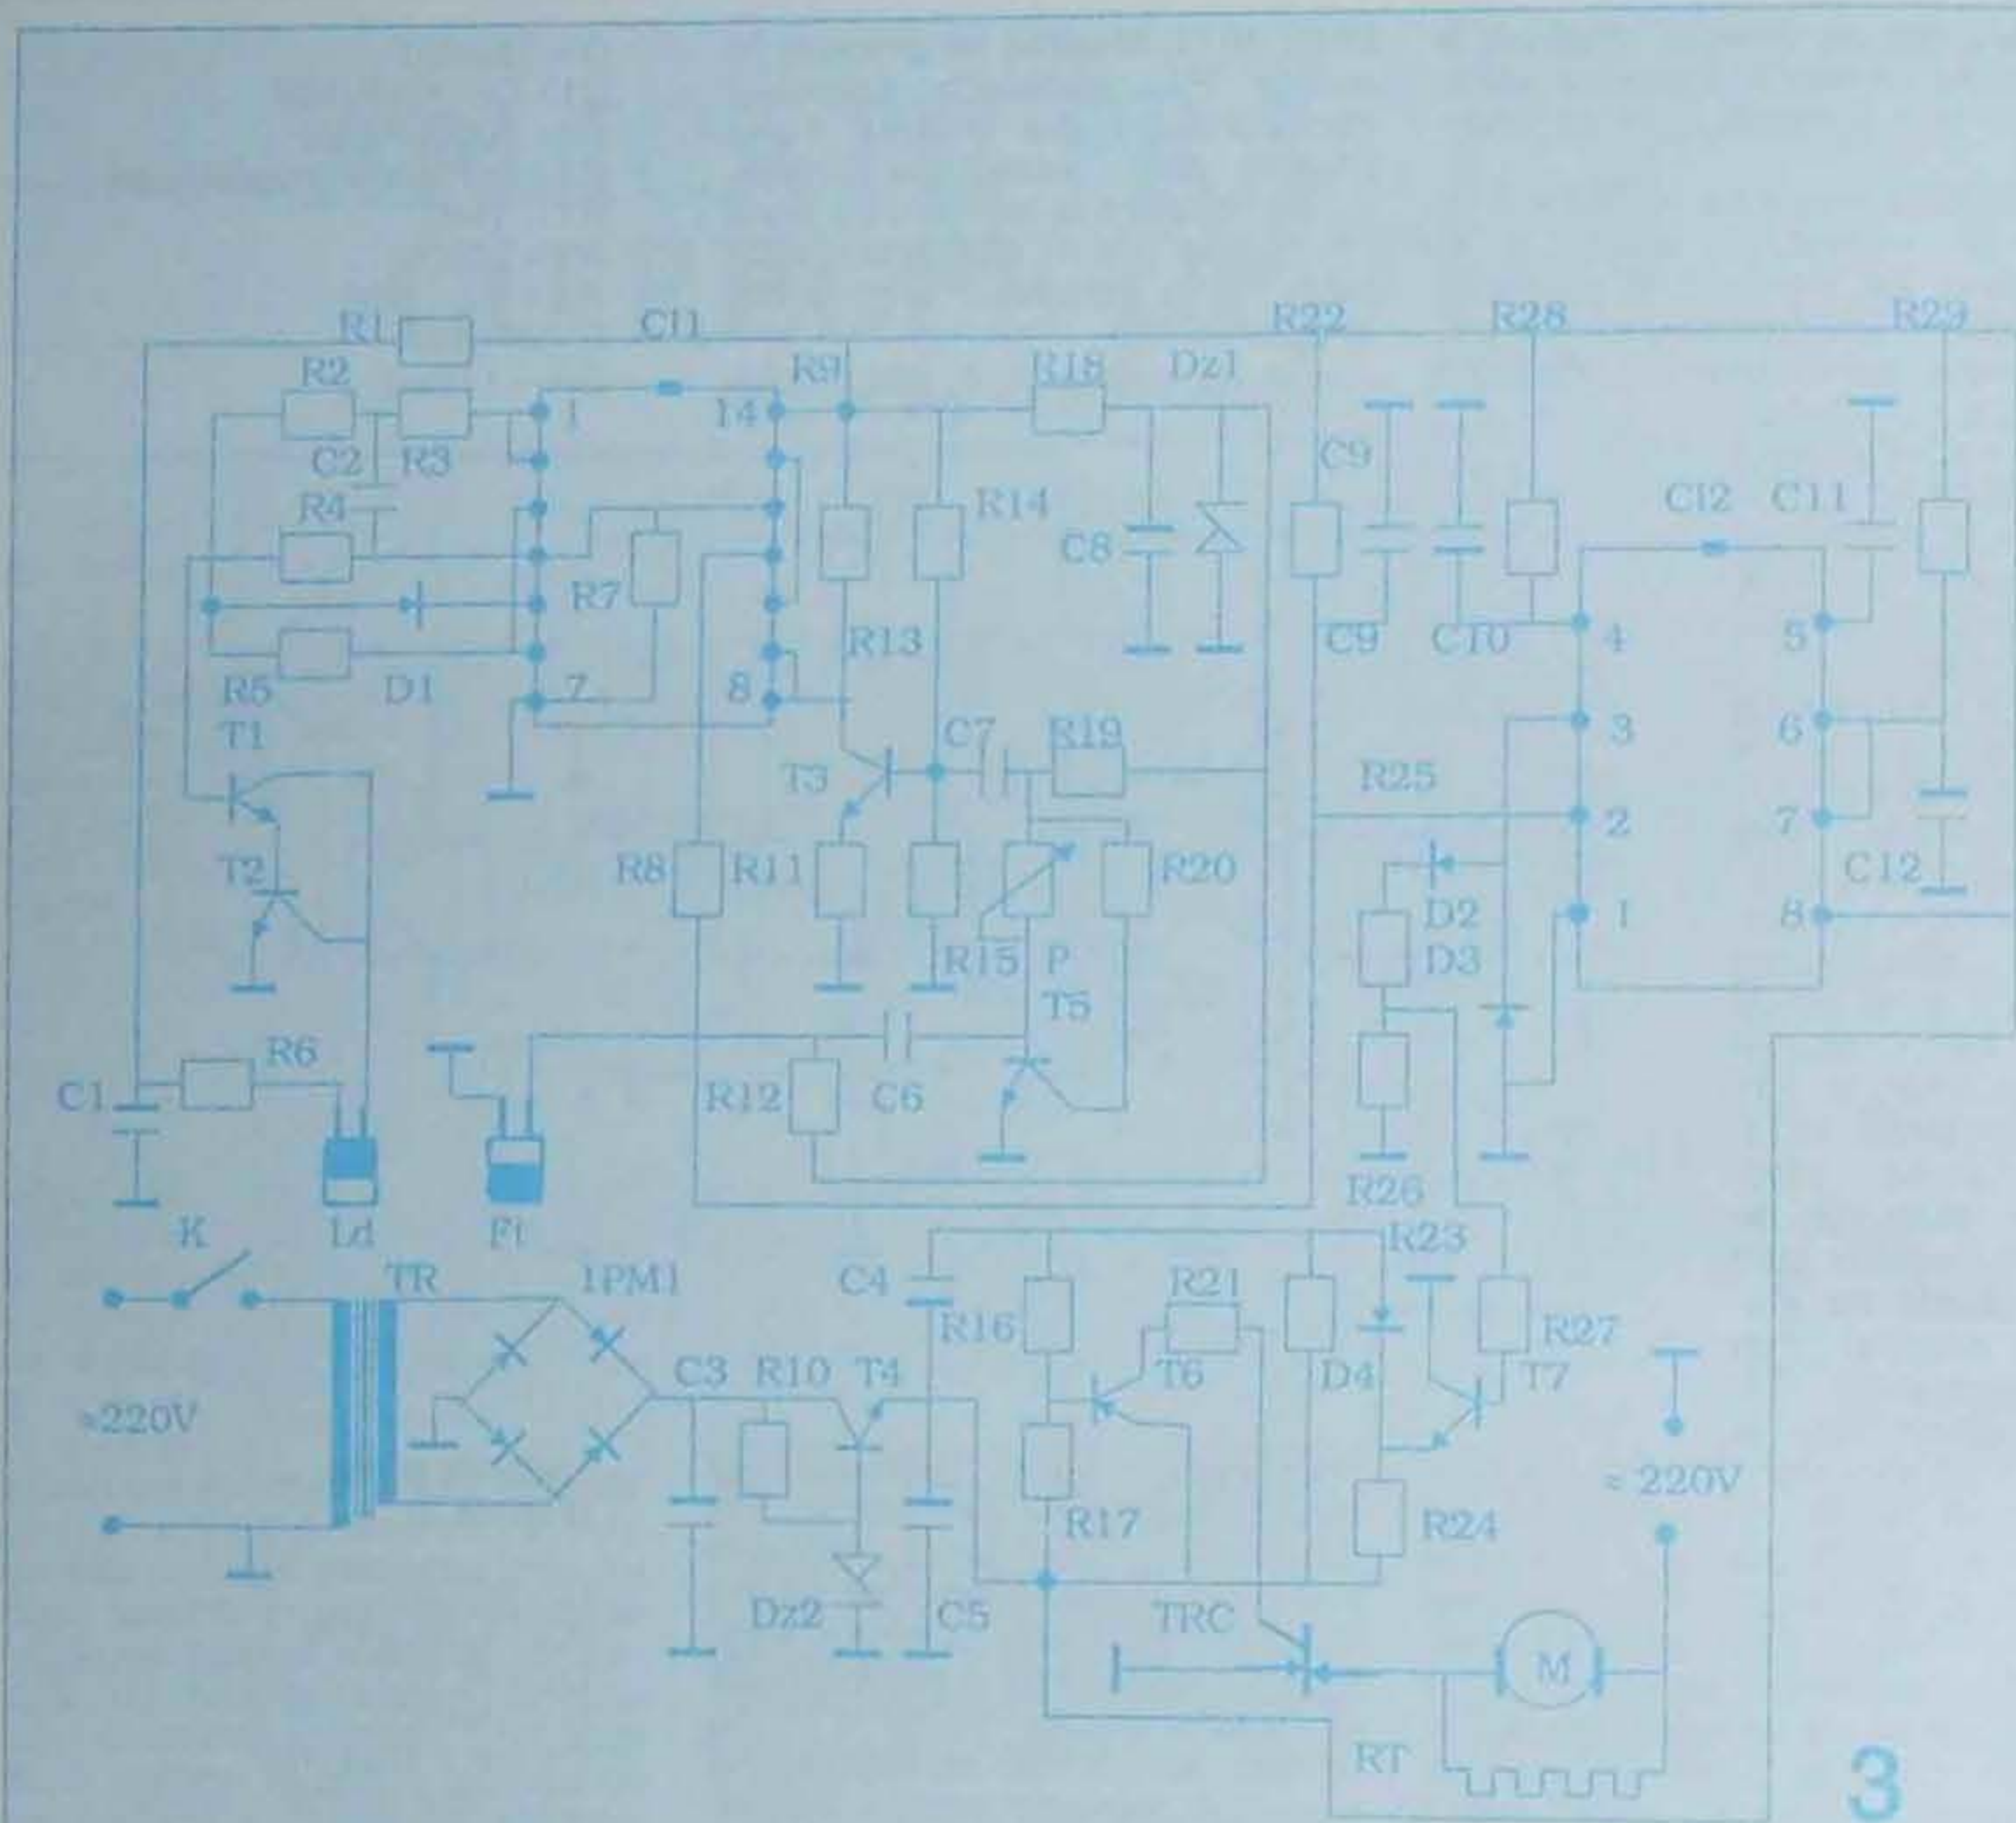 R1 CI1 R22 R28 R29
R2 R9 R18 Dz1
1 14
C2 R3 C9
R4 R14 CI2 C11
C8
R7
R13 C9 C10 4 5
R5 D1 7 8
T1 C7 R19 3 6
T3 R25
2 7
T2 R8 R11 R20 C12
D2 1 8
R15 P D3
T5
R6
C1 R12 C6
R26
K Ld Ft R23
TR 1PM1 C4 R21
R16 R27
C3 R10 T4 T6 D4 T7
≈220V
≈ 220V
R17 R24
Dz2 C5 TRC
M
RT
3